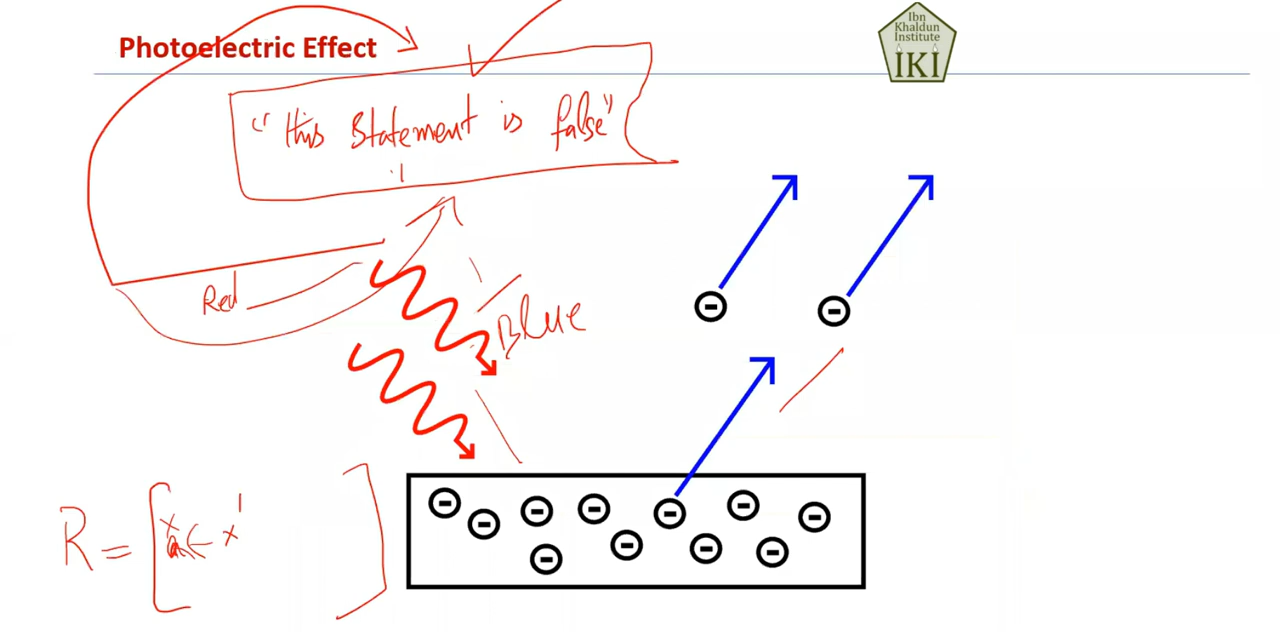 Photoelectric Effect
Ibn
Khaldun
Institute
IKI
"this Statement is false"
Red
Blue
R = [
x'
]